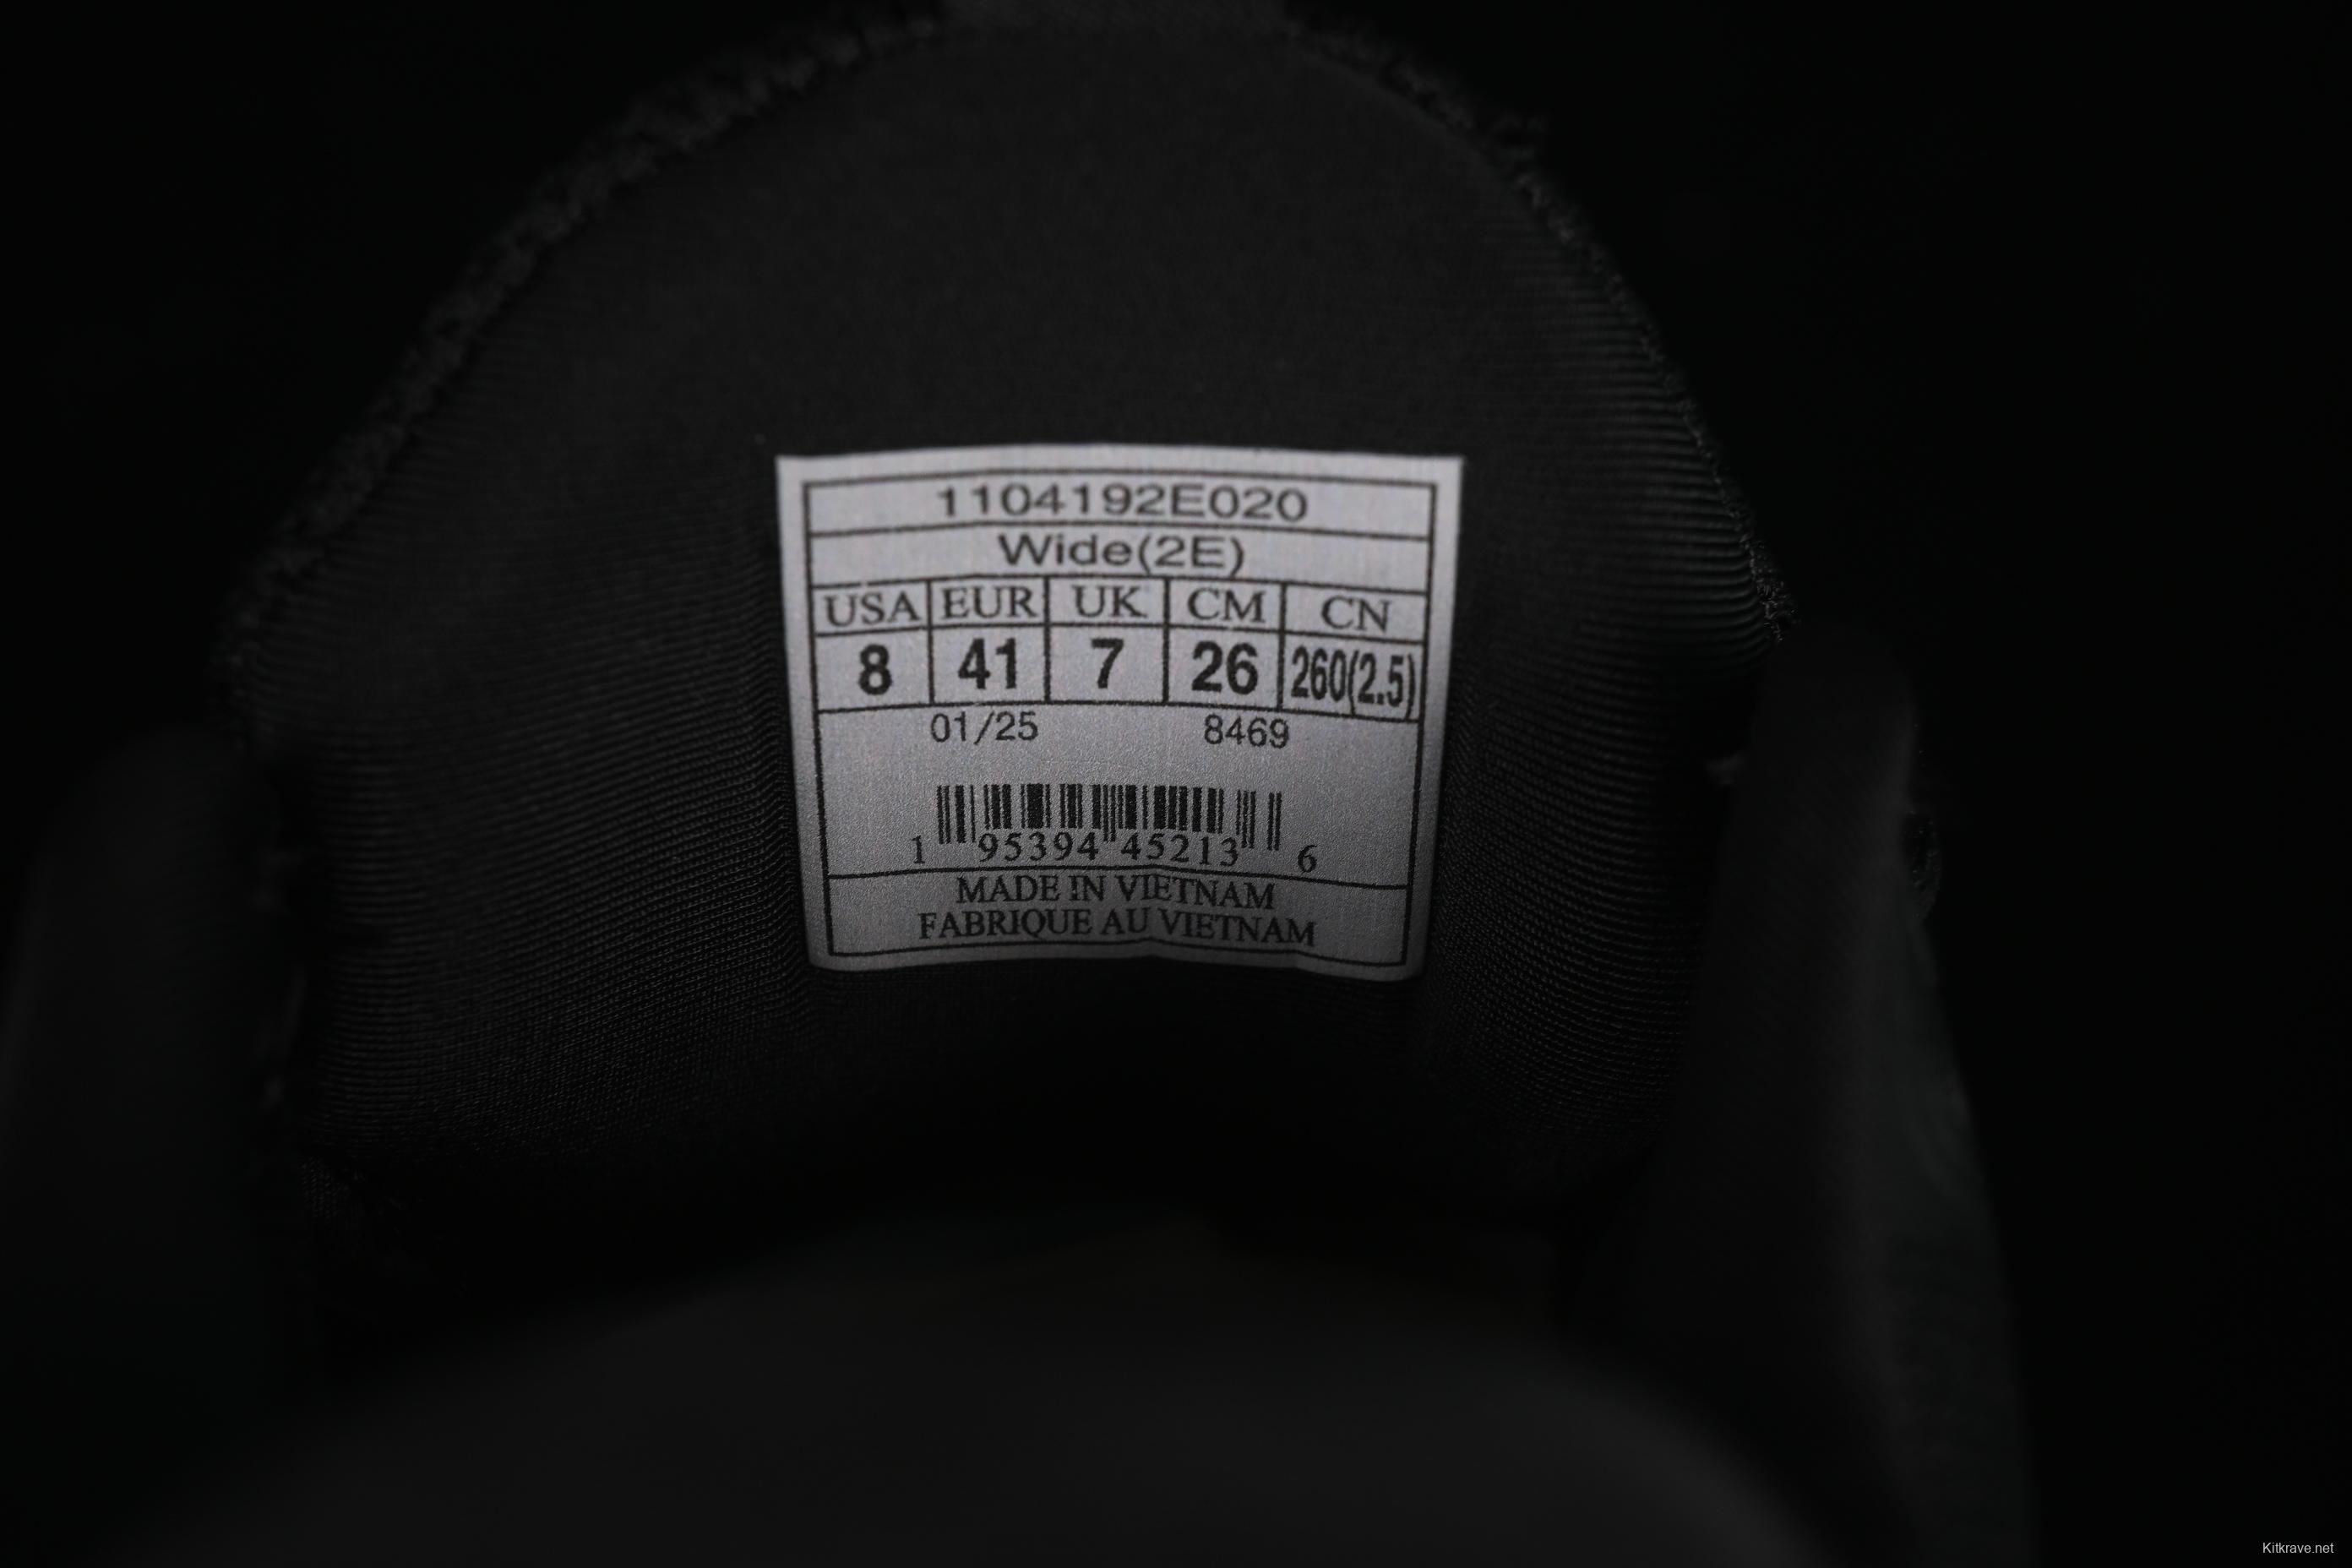 1104192E020
Wide(2E)
USA EUR UK CM CN
8 41 7 26 260(2.5)
01/25 8469
1 95394 45213 6
MADE IN VIETNAM
FABRIQUE AU VIETNAM
Kitkrave.net